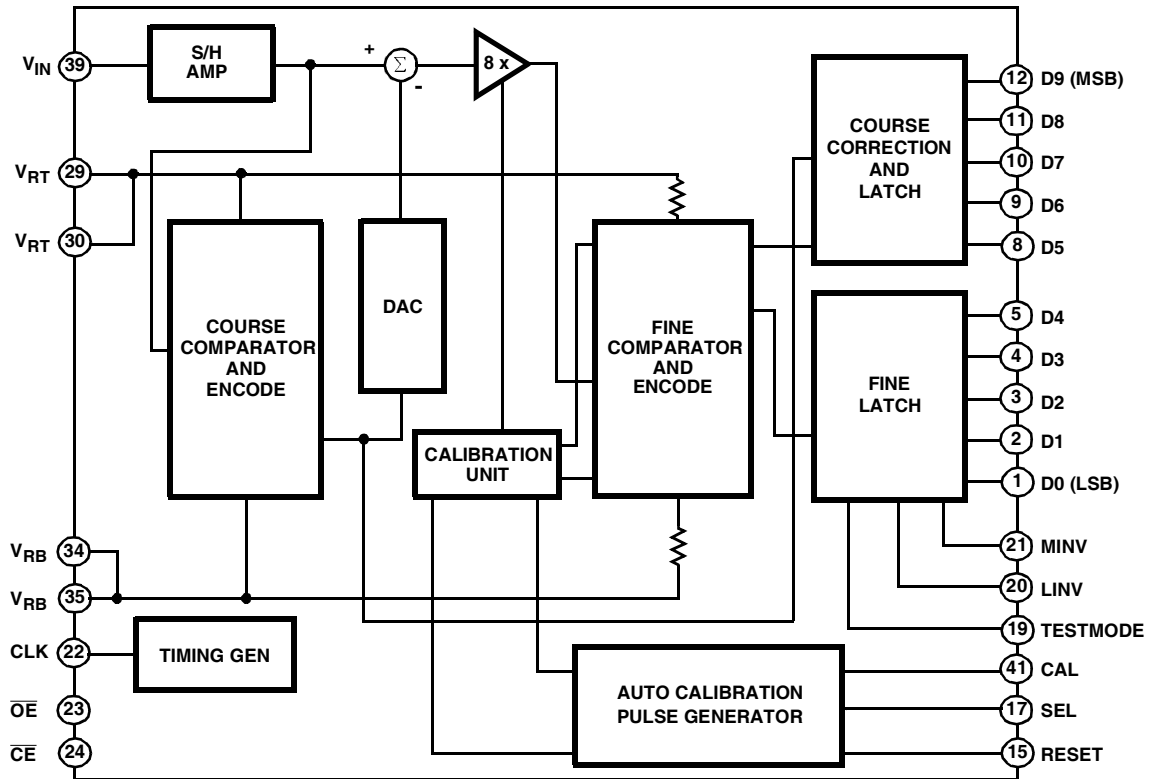 S/H
AMP
+
Σ
-
8 x
VIN 39
VRT 29
VRT 30
COURSE
COMPARATOR
AND
ENCODE
DAC
CALIBRATION
UNIT
FINE
COMPARATOR
AND
ENCODE
COURSE
CORRECTION
AND
LATCH
FINE
LATCH
12 D9 (MSB)
11 D8
10 D7
9 D6
8 D5
5 D4
4 D3
3 D2
2 D1
1 D0 (LSB)
21 MINV
20 LINV
19 TESTMODE
41 CAL
17 SEL
15 RESET
VRB 34
VRB 35
CLK 22
TIMING GEN
OE 23
CE 24
AUTO CALIBRATION
PULSE GENERATOR